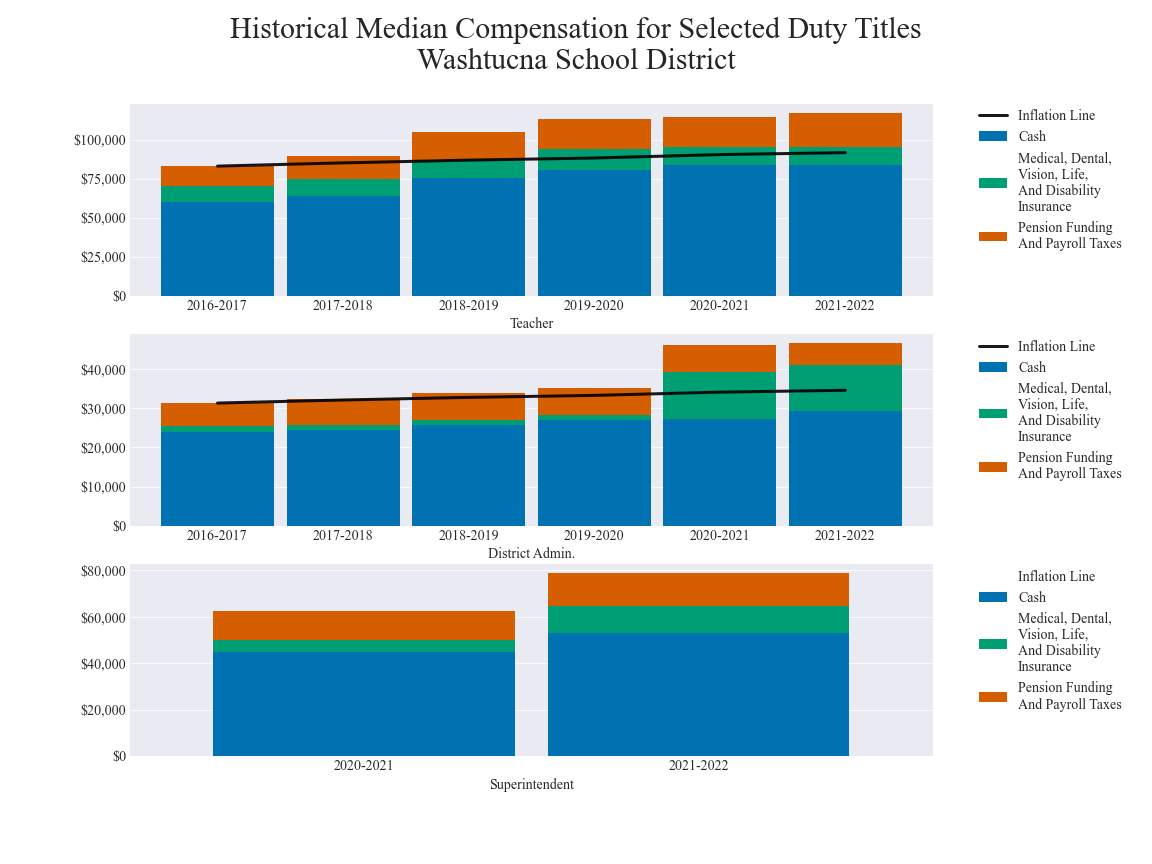 Historical Median Compensation for Selected Duty Titles
Washtucna School District
$100,000
$75,000
$50,000
$25,000
$0
2016-2017
2017-2018
2018-2019
2019-2020
2020-2021
2021-2022
Teacher
Inflation Line
Cash
Medical, Dental,
Vision, Life,
And Disability
Insurance
Pension Funding
And Payroll Taxes
$40,000
$30,000
$20,000
$10,000
$0
2016-2017
2017-2018
2018-2019
2019-2020
2020-2021
2021-2022
District Admin.
Inflation Line
Cash
Medical, Dental,
Vision, Life,
And Disability
Insurance
Pension Funding
And Payroll Taxes
$80,000
$60,000
$40,000
$20,000
$0
2020-2021
2021-2022
Superintendent
Inflation Line
Cash
Medical, Dental,
Vision, Life,
And Disability
Insurance
Pension Funding
And Payroll Taxes